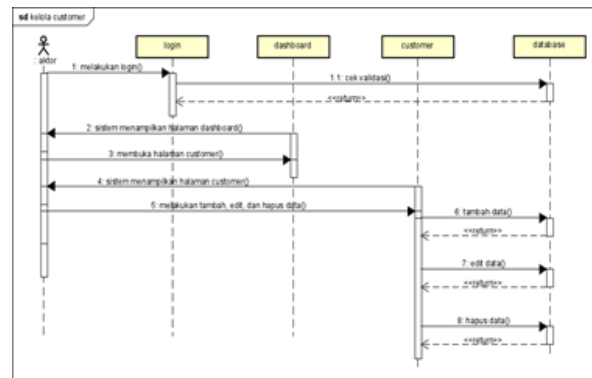 sd kelola customer
: aktor
login
dashboard
customer
database
1: melakukan login()
1.1: cek validasi()
<<return>>
2: sistem menampilkan halaman dashboard()
3: membuka halaman customer()
4: sistem menampilkan halaman customer()
5: melakukan tambah, edit, dan hapus data()
6: tambah data()
<<return>>
7: edit data()
<<return>>
8: hapus data()
<<return>>